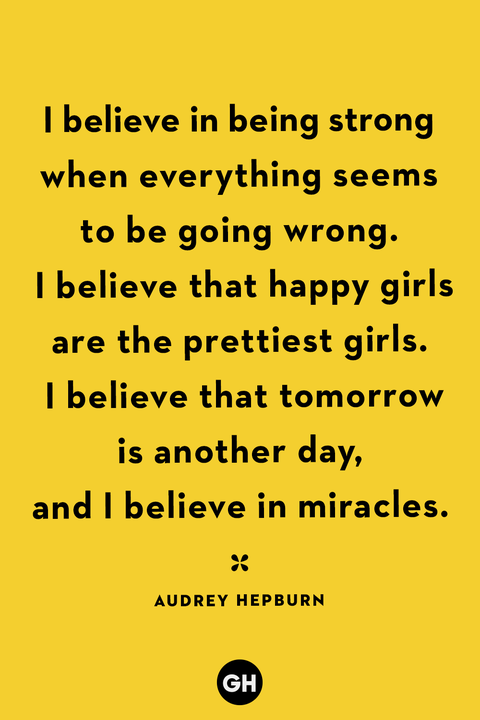 I believe in being strong
when everything seems
to be going wrong.
I believe that happy girls
are the prettiest girls.
I believe that tomorrow
is another day,
and I believe in miracles.
AUDREY HEPBURN
GH